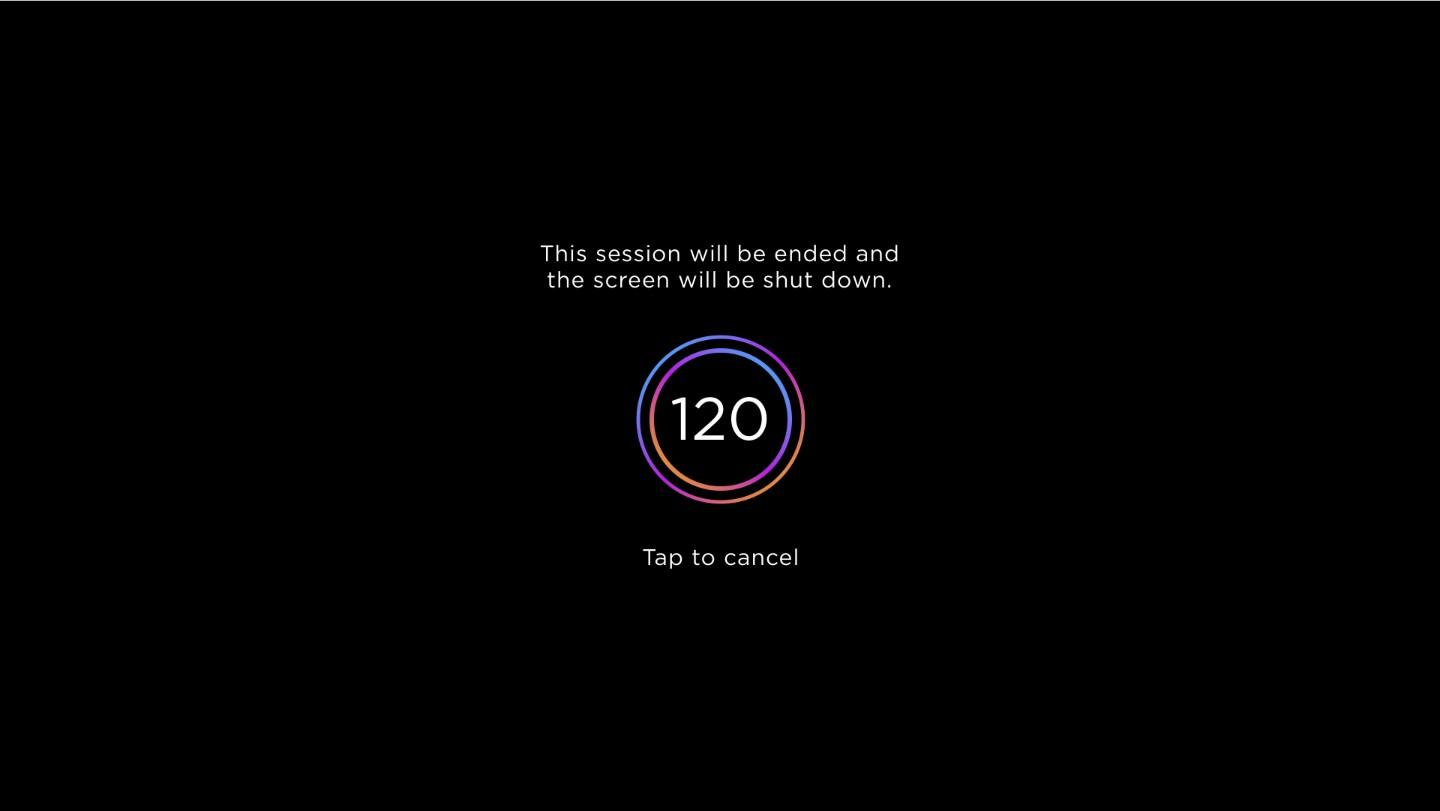 This session will be ended and
the screen will be shut down.
120
Tap to cancel